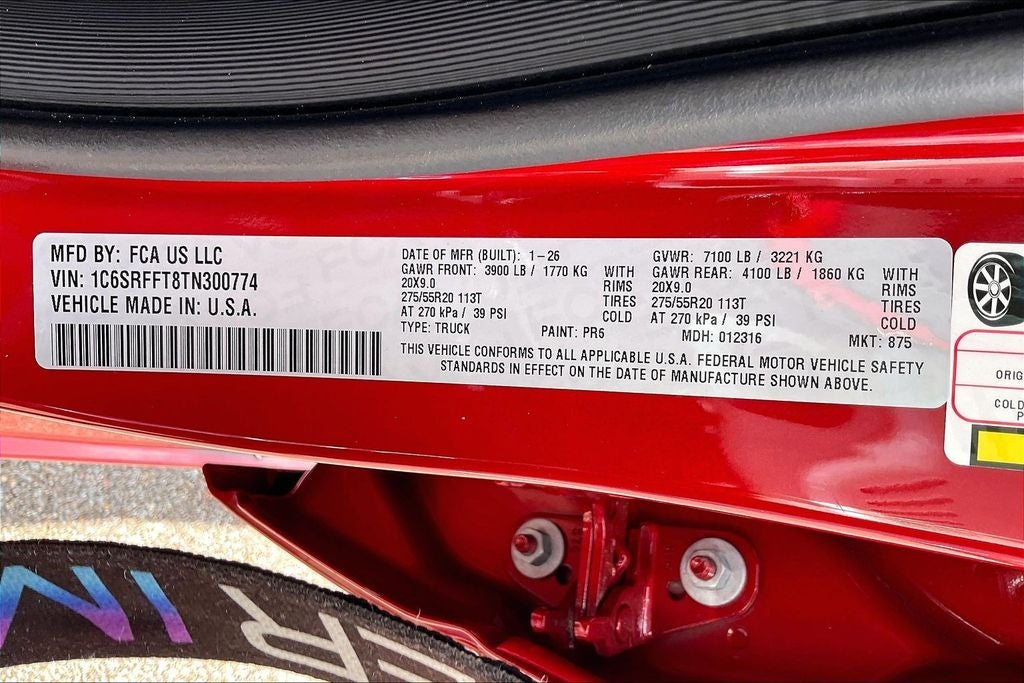 MFD BY: FCA US LLC
VIN: 1C6SRFFT8TN300774
VEHICLE MADE IN: U.S.A.
DATE OF MFR (BUILT): 1-26
GAWR FRONT: 3900 LB / 1770 KG WITH
20X9.0 RIMS
275/55R20 113T TIRES
AT 270 kPa / 39 PSI COLD
TYPE: TRUCK PAINT: PR6
GVWR: 7100 LB / 3221 KG
GAWR REAR: 4100 LB / 1860 KG WITH
20X9.0 RIMS
275/55R20 113T TIRES
AT 270 kPa / 39 PSI COLD
MDH: 012316 MKT: 875
THIS VEHICLE CONFORMS TO ALL APPLICABLE U.S.A. FEDERAL MOTOR VEHICLE SAFETY
STANDARDS IN EFFECT ON THE DATE OF MANUFACTURE SHOWN ABOVE.
ORIG
COLD
P